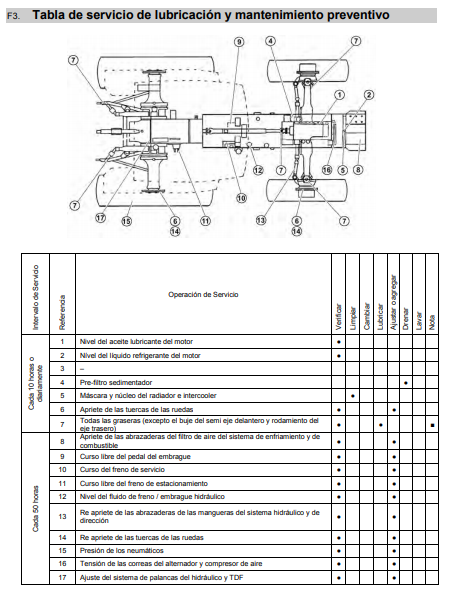 F3. Tabla de servicio de lubricación y mantenimiento preventivo
9 4 7
7
1 2
7 17 15 6 14 11 10 12 13 7 6 14 7 16 5 8
Intervalo de Servicio Referencia Operación de Servicio Verificar Limpiar Cambiar Lubricar Ajustar o agregar Drenar Lavar Nota
Cada 10 horas o diariamente
1 Nivel del aceite lubricante del motor ●
2 Nivel del líquido refrigerante del motor ●
3 –
4 Pre-filtro sedimentador ●
5 Máscara y núcleo del radiador e intercooler ●
6 Apriete de las tuercas de las ruedas ● ●
7 Todas las graseras (excepto el buje del semi eje delantero y rodamiento del
eje trasero) ● ● ■
Cada 50 horas
8 Apriete de las abrazaderas del filtro de aire del sistema de enfriamiento y de
combustible ● ●
9 Curso libre del pedal del embrague ● ●
10 Curso del freno de servicio ● ●
11 Curso libre del freno de estacionamiento ● ●
12 Nivel del fluido de freno / embrague hidráulico ● ●
13 Re apriete de las abrazaderas de las mangueras del sistema hidráulico y de
dirección ● ●
14 Re apriete de las tuercas de las ruedas ● ●
15 Presión de los neumáticos ● ●
16 Tensión de las correas del alternador y compresor de aire ● ●
17 Ajuste del sistema de palancas del hidráulico y TDF ● ●